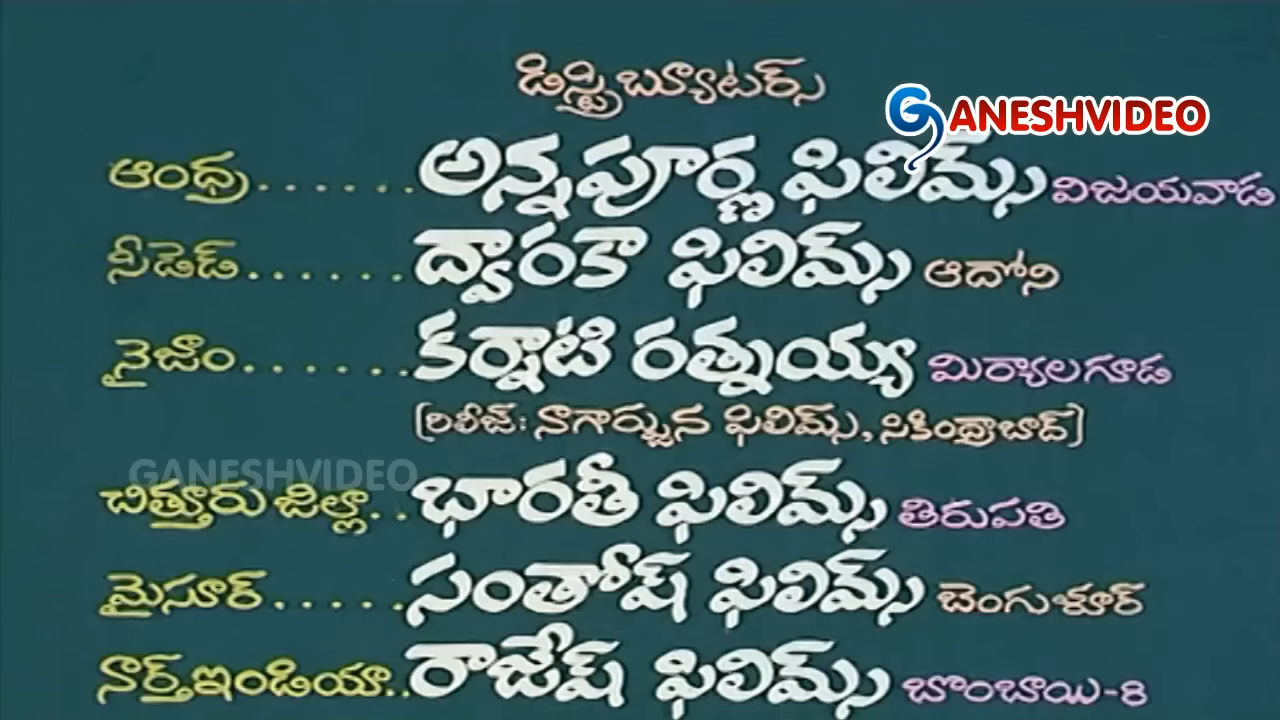 డిస్ట్రిబ్యూటర్స్
GANESHVIDEO
ఆంధ్ర....... అన్నపూర్ణ ఫిలిమ్సు విజయవాడ
సీడెడ్....... ద్వారకా ఫిలిమ్స్ ఆదోని
నైజాం....... కర్నాటి రత్నయ్య మిర్యాలగూడ
[రిలీజ్: నాగార్జున ఫిలిమ్స్, సికింద్రాబాద్]
GANESHVIDEO
చిత్తూరు జిల్లా.. భారతీ ఫిలిమ్స్ తిరుపతి
మైసూర్...... సంతోష్ ఫిలిమ్స్ బెంగుళూర్
నార్త్ ఇండియా.. రాజేష్ ఫిలిమ్స్ బొంబాయి-8